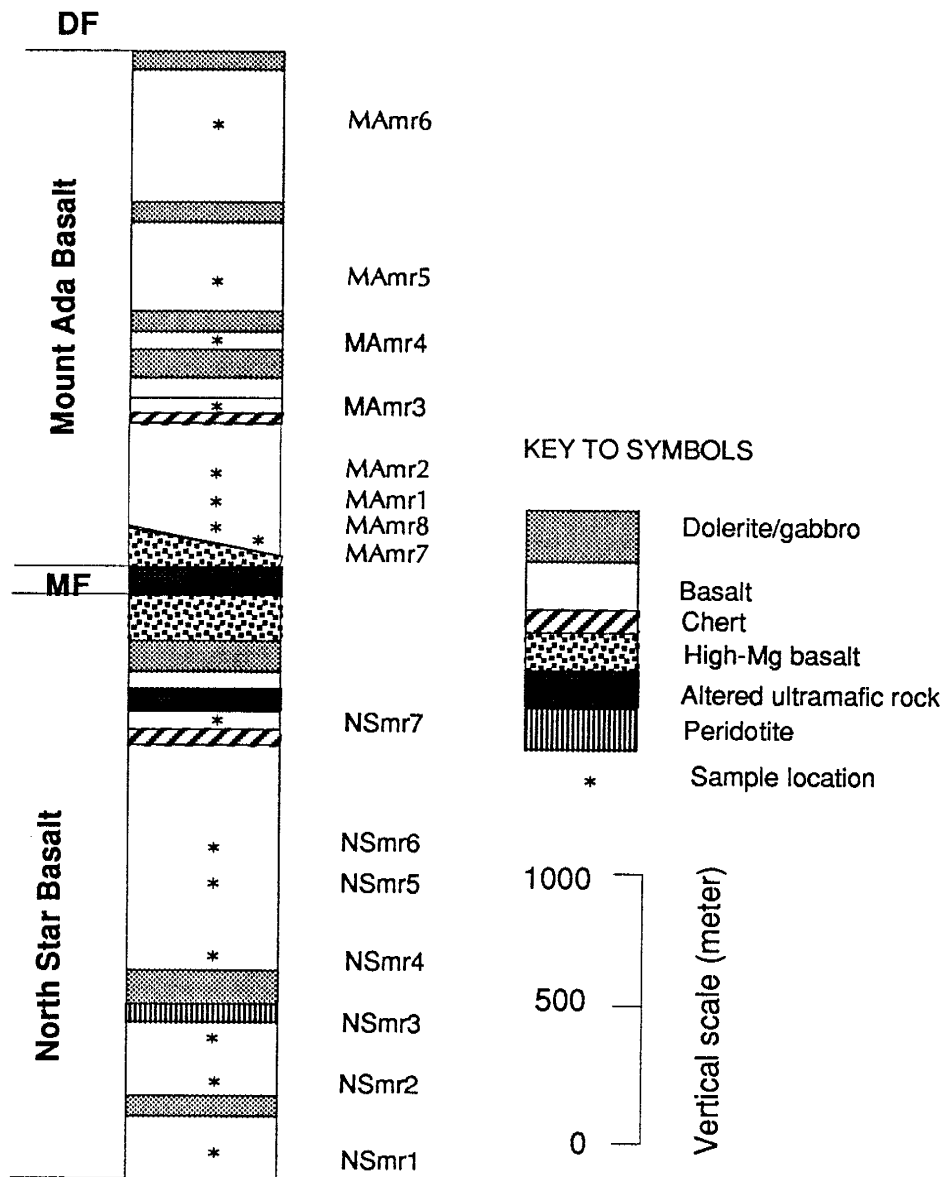 DF
Mount Ada Basalt
MAmr6
MAmr5
MAmr4
MAmr3
MAmr2
MAmr1
MAmr8
MAmr7
MF
North Star Basalt
NSmr7
NSmr6
NSmr5
NSmr4
NSmr3
NSmr2
NSmr1
KEY TO SYMBOLS
Dolerite/gabbro
Basalt
Chert
High-Mg basalt
Altered ultramafic rock
Peridotite
* Sample location
1000
500
0
Vertical scale (meter)